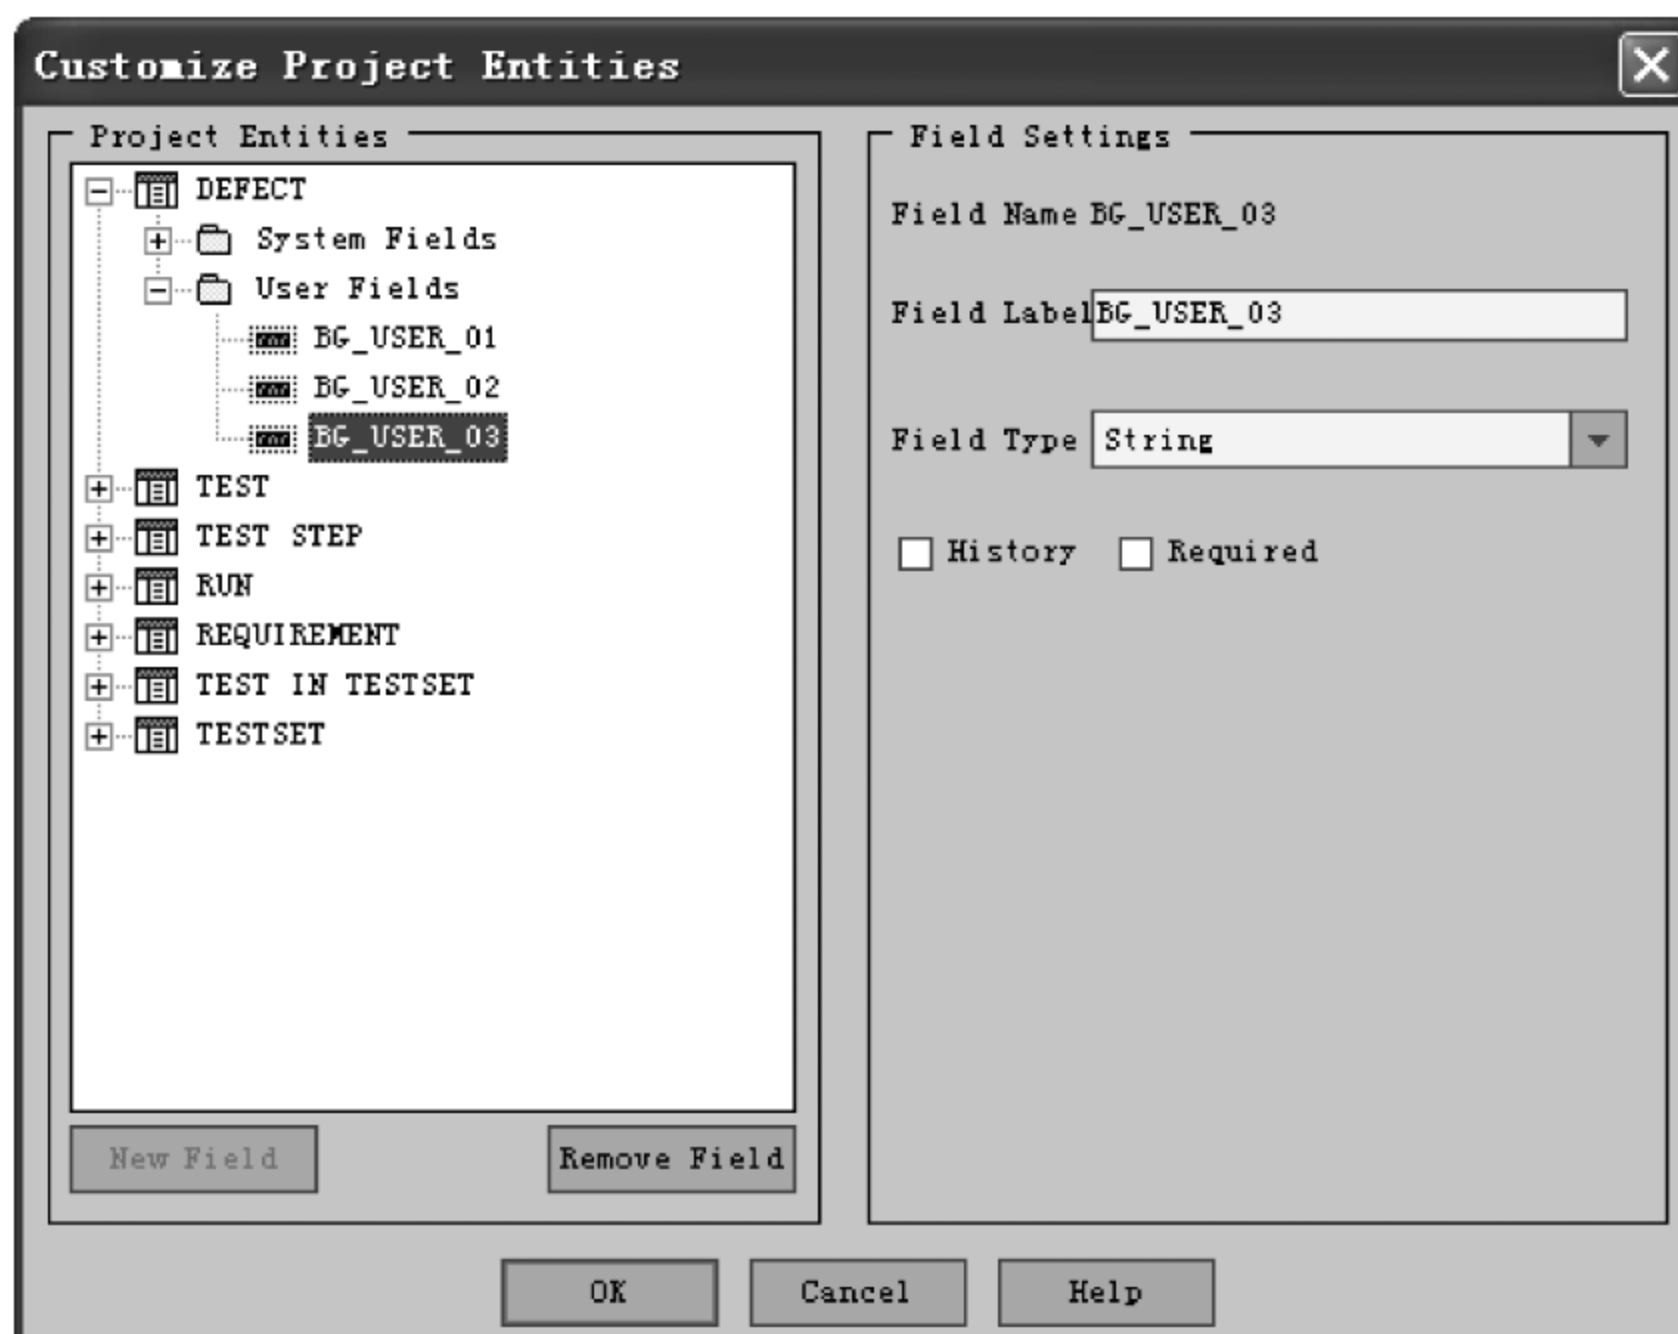 Customize Project Entities
Project Entities
DEFECT
System Fields
User Fields
BG_USER_01
BG_USER_02
BG_USER_03
TEST
TEST STEP
RUN
REQUIREMENT
TEST IN TESTSET
TESTSET
New Field
Remove Field
Field Settings
Field Name BG_USER_03
Field Label BG_USER_03
Field Type String
History Required
OK Cancel Help